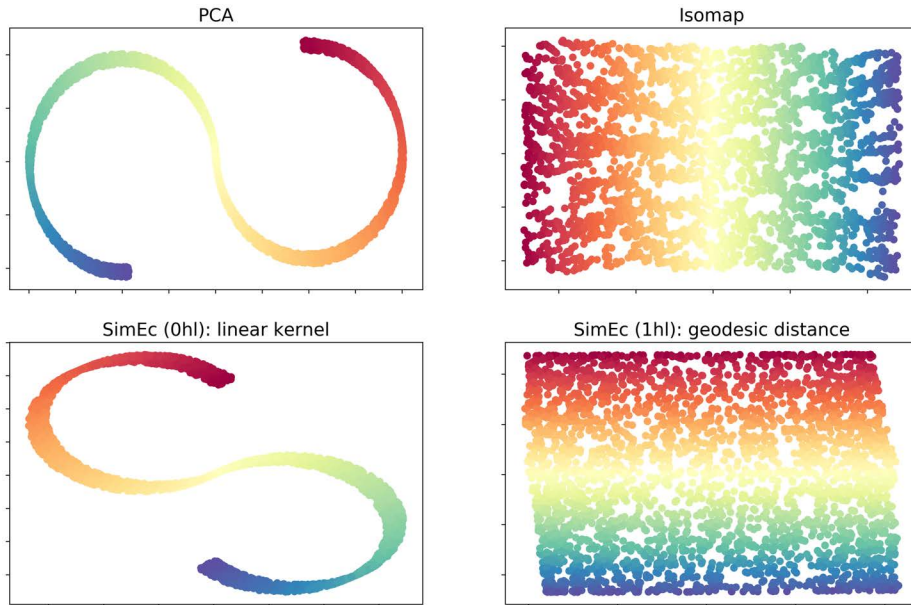 PCA
Isomap
SimEc (0hl): linear kernel
SimEc (1hl): geodesic distance